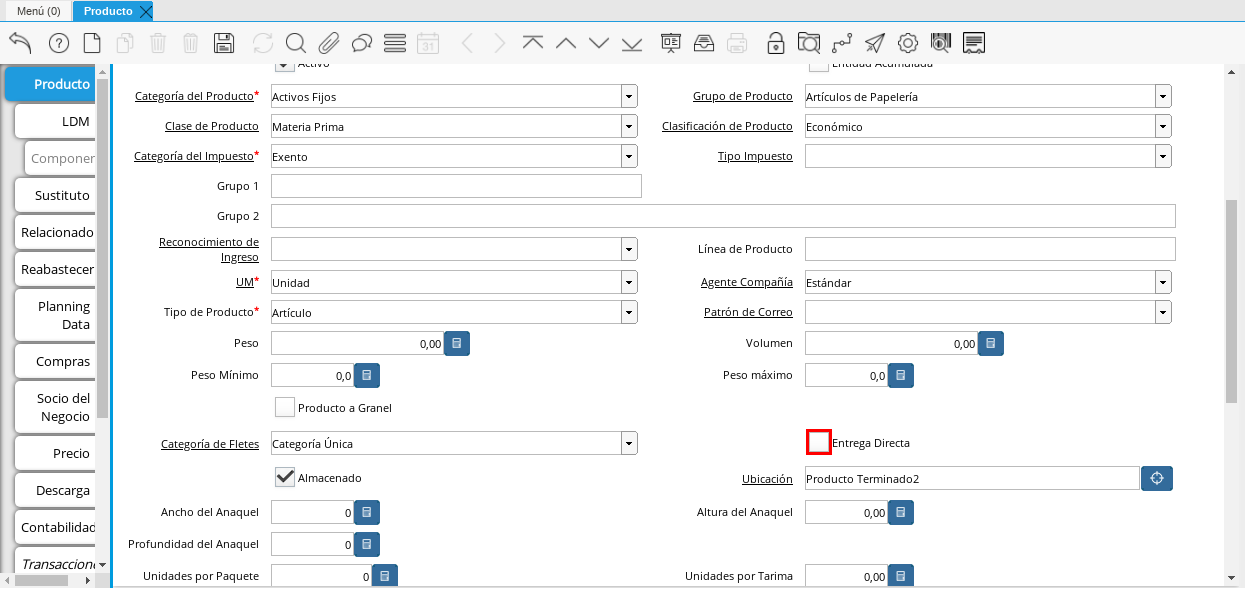 Menú (0)
Producto
31
Producto
LDM
Componer
Sustituto
Relacionado
Reabastecer
Planning
Data
Compras
Socio del
Negocio
Precio
Descarga
Contabilidad
Transaccione
Activo
Entidad Acumulada
Categoría del Producto* Activos Fijos
Grupo de Producto Artículos de Papelería
Clase de Producto Materia Prima
Clasificación de Producto Económico
Categoría del Impuesto* Exento
Tipo Impuesto
Grupo 1
Grupo 2
Reconocimiento de
Ingreso
Línea de Producto
UM* Unidad
Agente Compañía Estándar
Tipo de Producto* Artículo
Patrón de Correo
Peso 0,00
Volumen 0,00
Peso Mínimo 0,0
Peso máximo 0,0
Producto a Granel
Categoría de Fletes Categoría Única
Entrega Directa
Almacenado
Ubicación Producto Terminado2
Ancho del Anaquel 0
Altura del Anaquel 0,00
Profundidad del Anaquel 0
Unidades por Paquete 0
Unidades por Tarima 0,00